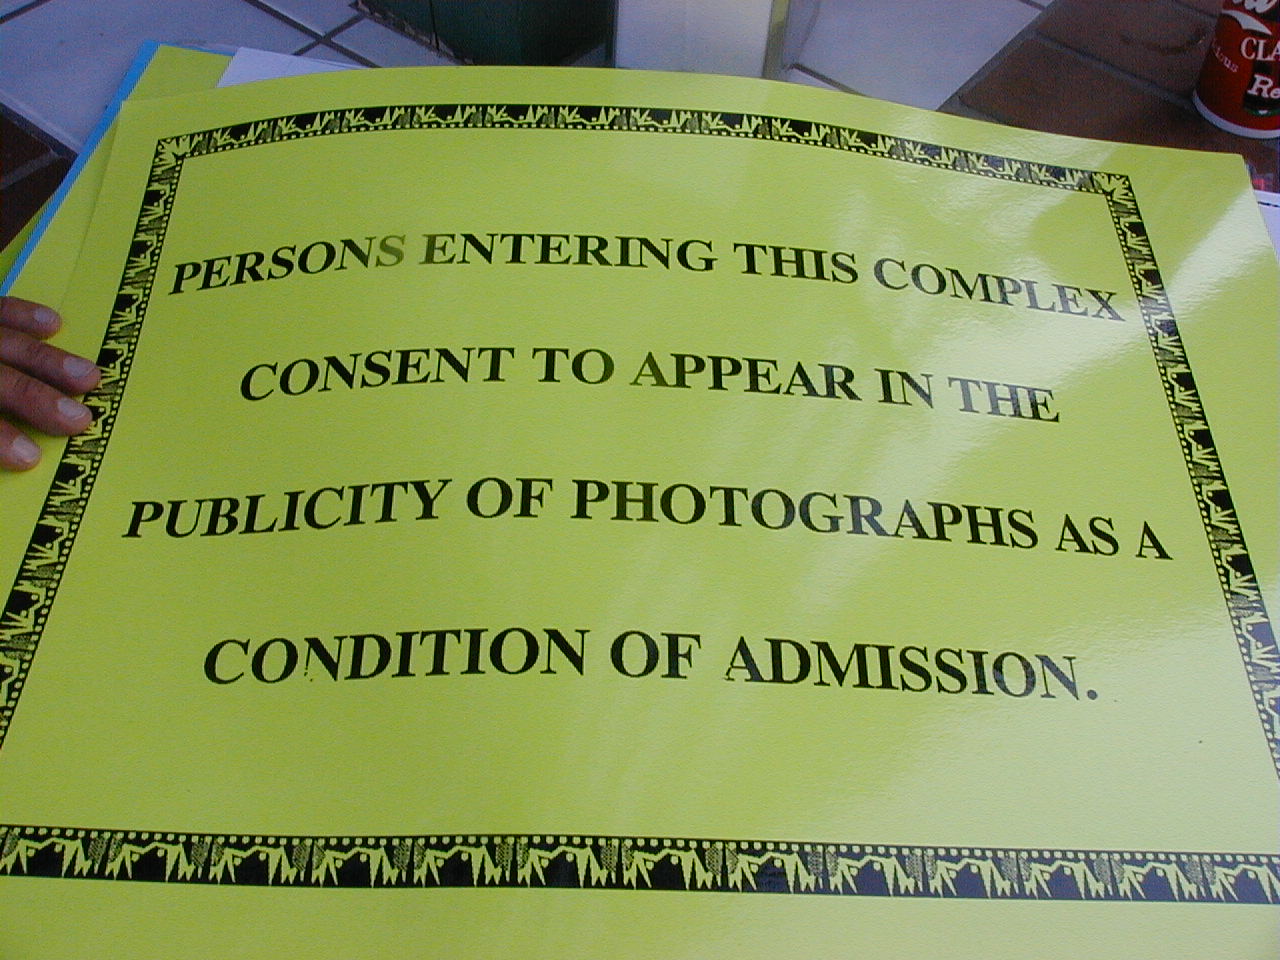 PERSONS ENTERING THIS COMPLEX
CONSENT TO APPEAR IN THE
PUBLICITY OF PHOTOGRAPHS AS A
CONDITION OF ADMISSION.